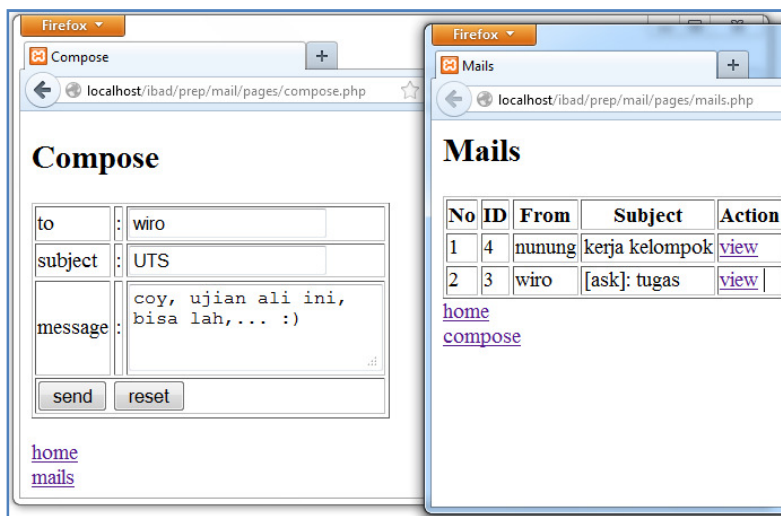 Firefox
Compose
localhost/ibad/prep/mail/pages/compose.php
Compose
to : wiro
subject : UTS
message : coy, ujian ali ini,
bisa lah,... :)
send reset
home
mails
Firefox
Mails
localhost/ibad/prep/mail/pages/mails.php
Mails
No ID From Subject Action
1 4 nunung kerja kelompok view
2 3 wiro [ask]: tugas view
home
compose